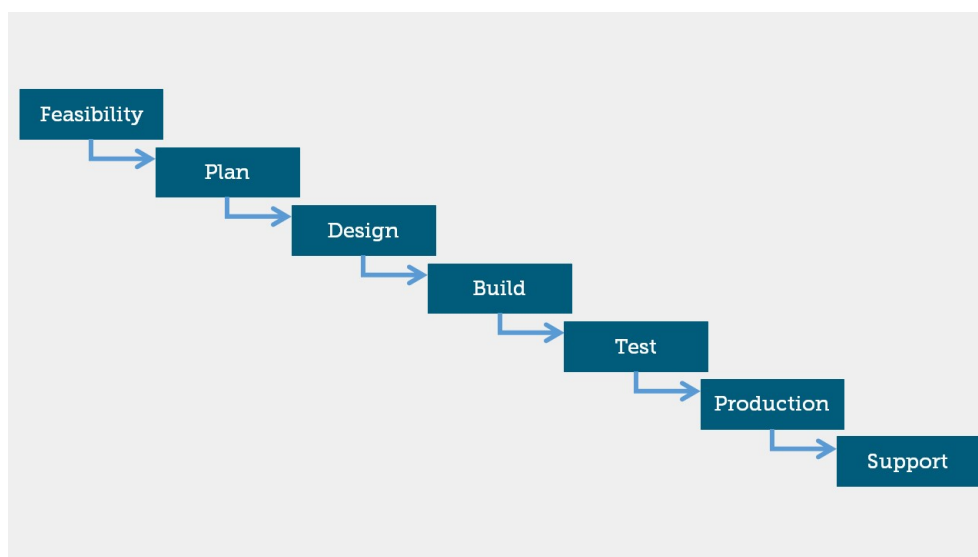 Feasibility
Plan
Design
Build
Test
Production
Support